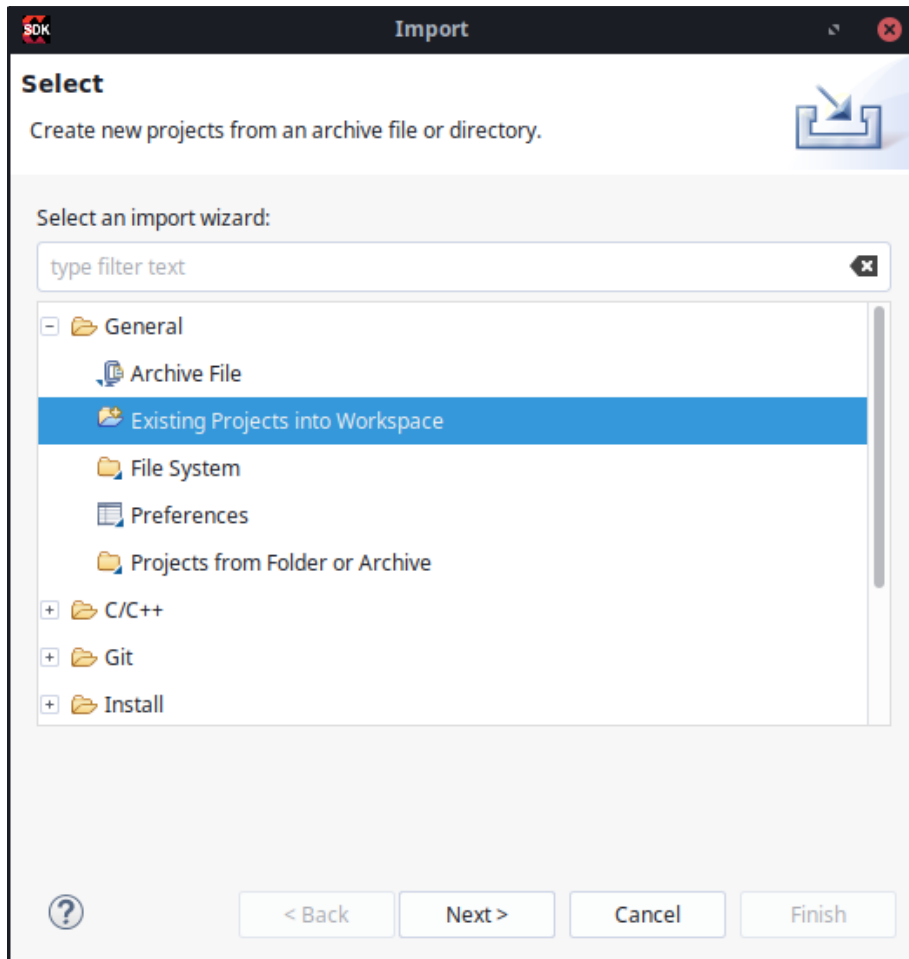 SDK
Import
Select
Create new projects from an archive file or directory.
Select an import wizard:
type filter text
General
Archive File
Existing Projects into Workspace
File System
Preferences
Projects from Folder or Archive
C/C++
Git
Install
?
< Back
Next >
Cancel
Finish